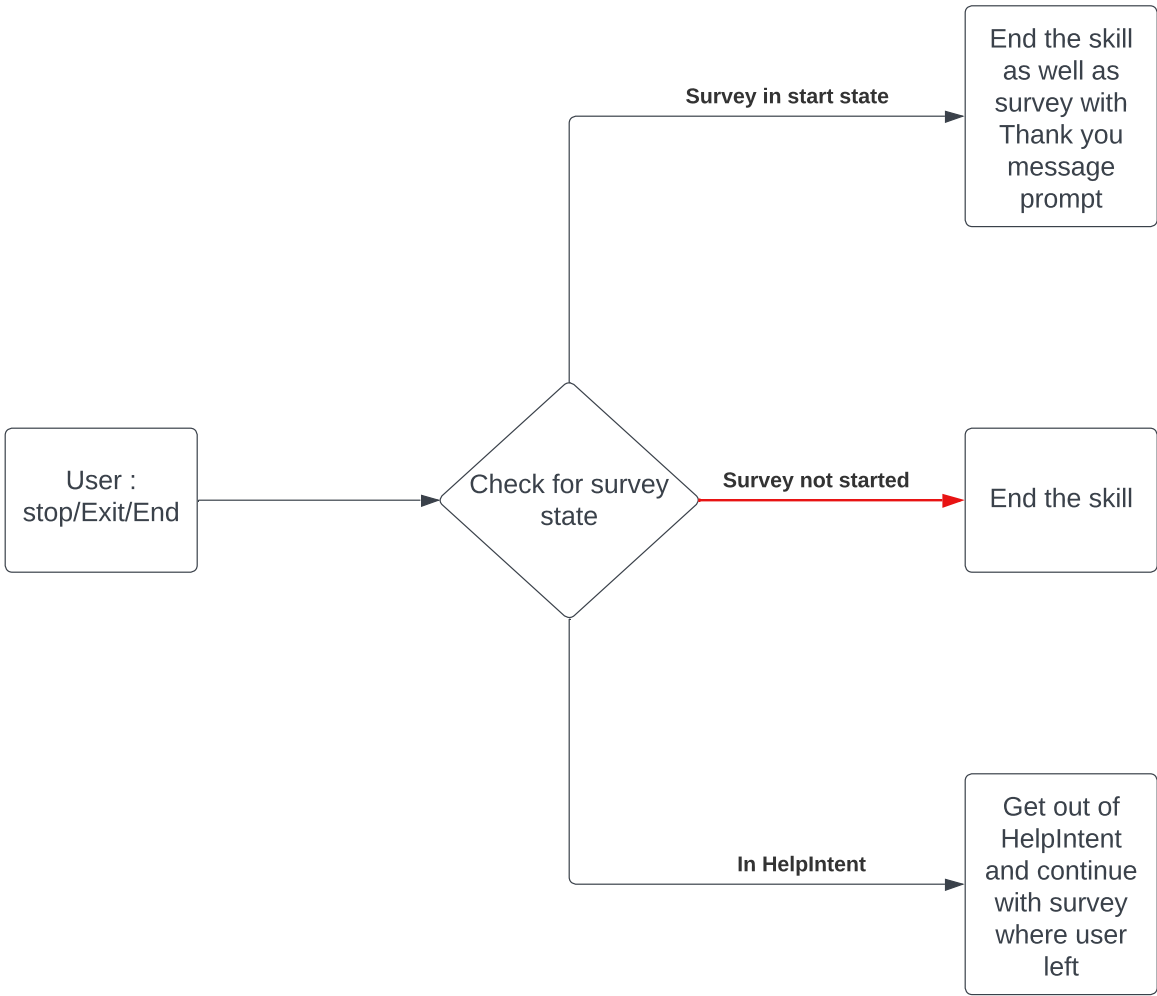 End the skill
as well as
survey with
Thank you
message
prompt
Survey in start state
User :
stop/Exit/End
Check for survey
state
Survey not started
End the skill
In HelpIntent
Get out of
HelpIntent
and continue
with survey
where user
left